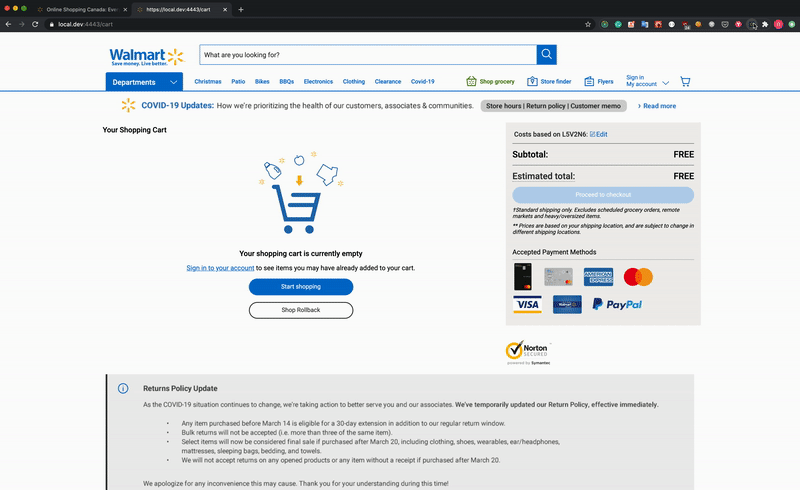 Online Shopping Canada: Ever
https://local.dev:4443/cart
local.dev:4443/cart
Walmart
Save money. Live better.
What are you looking for?
Departments
Christmas
Patio
Bikes
BBQs
Electronics
Clothing
Clearance
Covid-19
Shop grocery
Store finder
Flyers
Sign in
My account
COVID-19 Updates: How we're prioritizing the health of our customers, associates & communities.
Store hours | Return policy | Customer memo
Read more
Your Shopping Cart
Your shopping cart is currently empty
Sign in to your account to see items you may have already added to your cart.
Start shopping
Shop Rollback
Costs based on L5V2N6: Edit
Subtotal: FREE
Estimated total: FREE
Proceed to checkout
†Standard shipping only. Excludes scheduled grocery orders, remote
markets and heavy/oversized items.
** Prices are based on your shipping location, and are subject to change in
different shipping locations.
Accepted Payment Methods
AMERICAN
EXPRESS
VISA
Walmart
PayPal
Norton
SECURED
powered by Symantec
Returns Policy Update
As the COVID-19 situation continues to change, we're taking action to better serve you and our associates. We've temporarily updated our Return Policy, effective immediately.
• Any item purchased before March 14 is eligible for a 30-day extension in addition to our regular return window.
• Bulk returns will not be accepted (i.e. more than three of the same item).
• Select items will now be considered final sale if purchased after March 20, including clothing, shoes, wearables, ear/headphones,
mattresses, sleeping bags, bedding, and towels.
• We will not accept returns on any opened products or any item without a receipt if purchased after March 20.
We apologize for any inconvenience this may cause. Thank you for your understanding during this time!